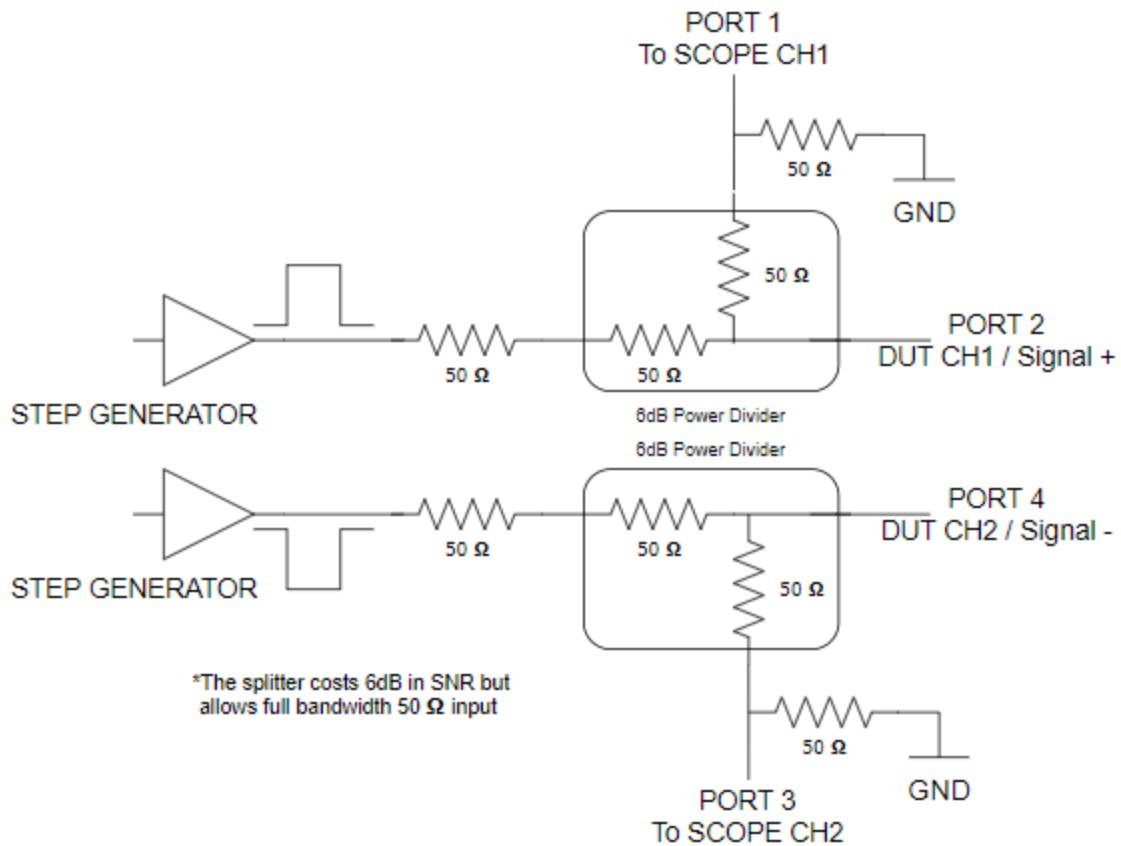 PORT 1
To SCOPE CH1
50 Ω
GND
50 Ω
PORT 2
DUT CH1 / Signal +
50 Ω
50 Ω
STEP GENERATOR
6dB Power Divider
6dB Power Divider
PORT 4
DUT CH2 / Signal -
50 Ω
50 Ω
STEP GENERATOR
50 Ω
*The splitter costs 6dB in SNR but
allows full bandwidth 50 Ω input
50 Ω
GND
PORT 3
To SCOPE CH2